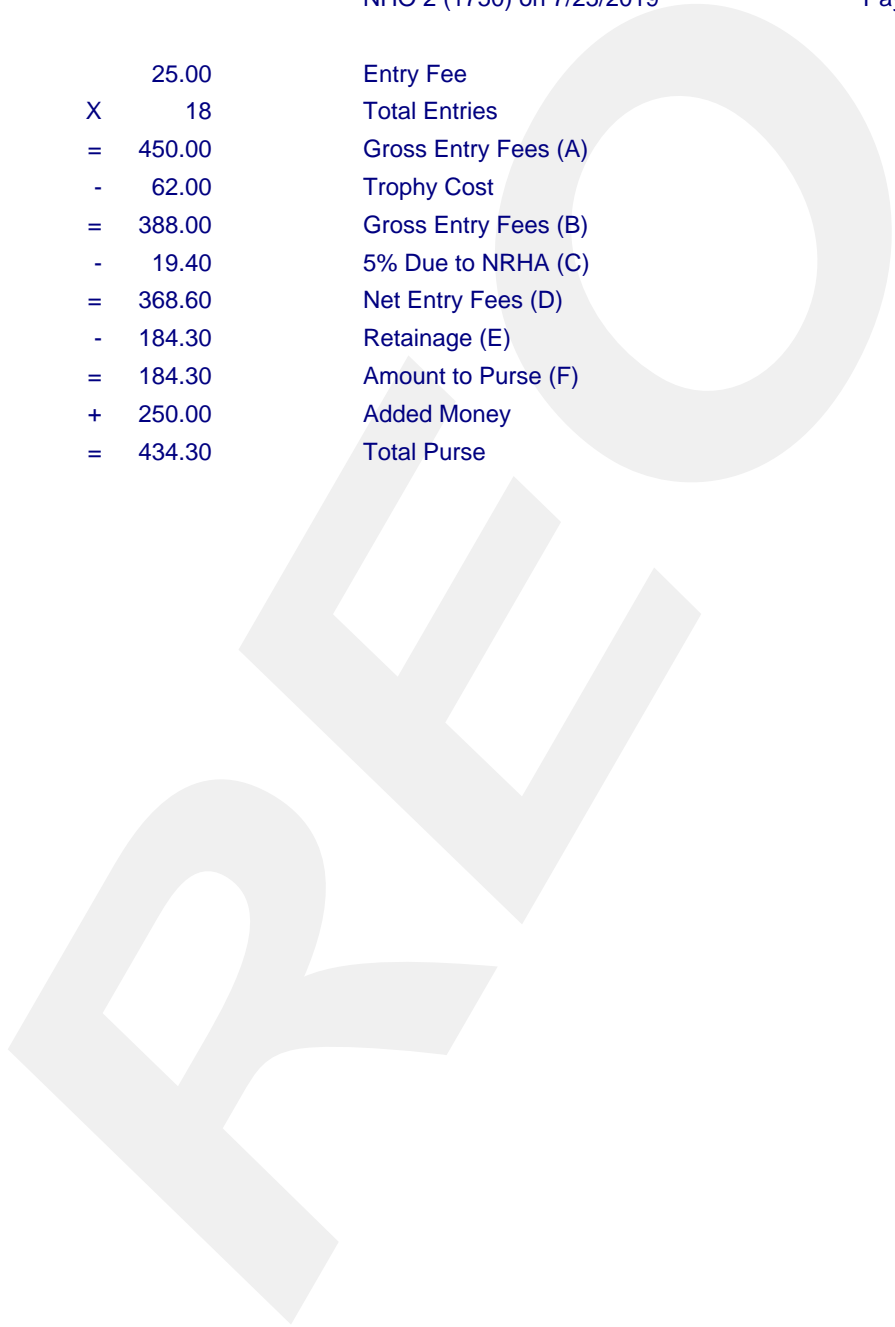 25.00 Entry Fee
X 18 Total Entries
= 450.00 Gross Entry Fees (A)
- 62.00 Trophy Cost
= 388.00 Gross Entry Fees (B)
- 19.40 5% Due to NRHA (C)
= 368.60 Net Entry Fees (D)
- 184.30 Retainage (E)
= 184.30 Amount to Purse (F)
+ 250.00 Added Money
= 434.30 Total Purse
REO